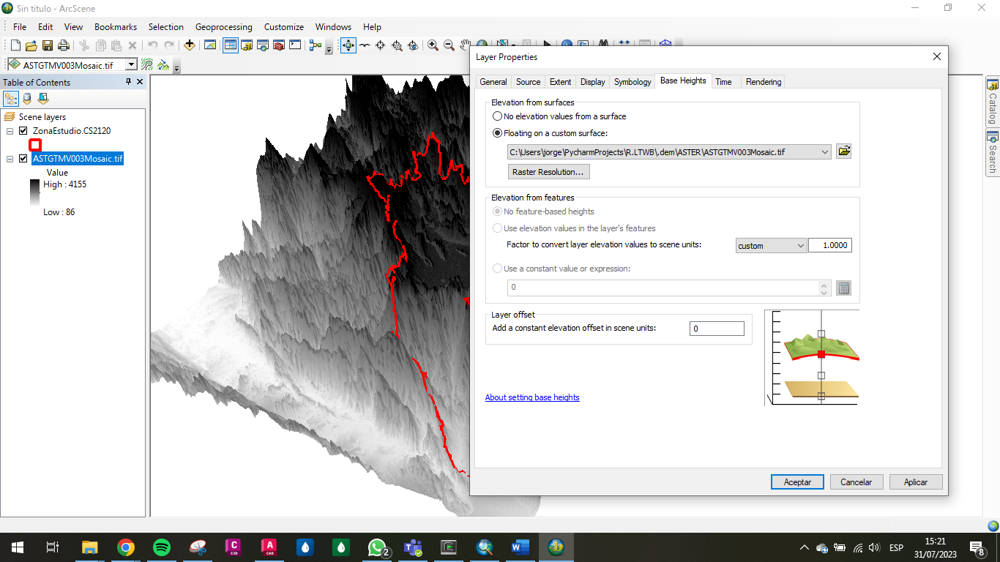 Sin título - ArcScene
File Edit View Bookmarks Selection Geoprocessing Customize Windows Help
ASTGTMV003Mosaic.tif
Table of Contents
Scene layers
ZonaEstudio.CS2120
ASTGTMV003Mosaic.tif
Value
High : 4155
Low : 86
Layer Properties
General Source Extent Display Symbology Base Heights Time Rendering
Elevation from surfaces
No elevation values from a surface
Floating on a custom surface:
C:\Users\jorge\PycharmProjects\R.LTWB\.dem\ASTER\ASTGTMV003Mosaic.tif
Raster Resolution...
Elevation from features
No feature-based heights
Use elevation values in the layer's features
Factor to convert layer elevation values to scene units: custom 1.0000
Use a constant value or expression:
0
Layer offset
Add a constant elevation offset in scene units: 0
About setting base heights
Aceptar Cancelar Aplicar
Catalog
Search
C C3D
A CAD
2
ESP
15:21
31/07/2023
8